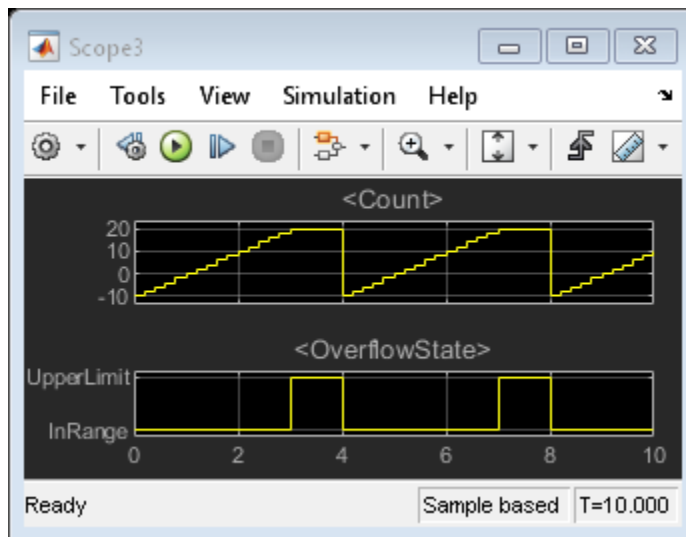 Scope3
File Tools View Simulation Help
<Count>
20
10
0
-10
<OverflowState>
UpperLimit
InRange
0 2 4 6 8 10
Ready Sample based T=10.000